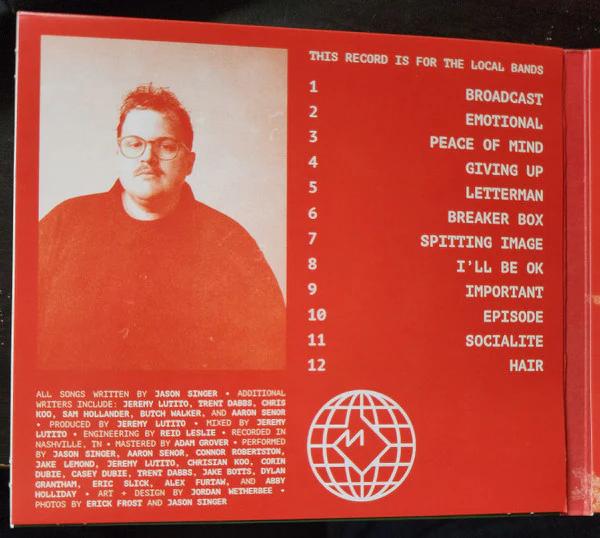 THIS RECORD IS FOR THE LOCAL BANDS
1 BROADCAST
2 EMOTIONAL
3 PEACE OF MIND
4 GIVING UP
5 LETTERMAN
6 BREAKER BOX
7 SPITTING IMAGE
8 I'LL BE OK
9 IMPORTANT
10 EPISODE
11 SOCIALITE
12 HAIR
ALL SONGS WRITTEN BY JASON SINGER • ADDITIONAL
WRITERS INCLUDE: JEREMY LUTITO, TRENT DABBS, CHRIS
KOO, SAM HOLLANDER, BUTCH WALKER, AND AARON SENOR
• PRODUCED BY JEREMY LUTITO • MIXED BY JEREMY
LUTITO • ENGINEERING BY REID LESLIE • RECORDED IN
NASHVILLE, TN • MASTERED BY ADAM GROVER • PERFORMED
BY JASON SINGER, AARON SENOR, CONNOR ROBERTSON,
JAKE LEMOND, JEREMY LUTITO, CHRISIAN KOO, CORIN
DUBIE, CASEY DUBIE, TRENT DABBS, JAKE BOTTS, DYLAN
GRANTHAM, ERIC SLICK, ALEX FURTAW, AND ABBY
HOLLIDAY • ART + DESIGN BY JORDAN WETHERBEE •
PHOTOS BY ERICK FROST AND JASON SINGER